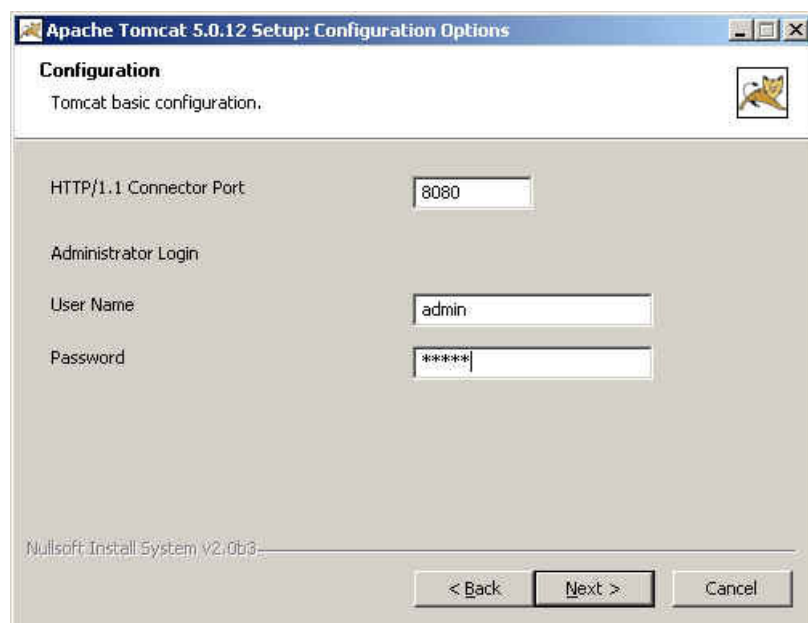 Apache Tomcat 5.0.12 Setup: Configuration Options
Configuration
Tomcat basic configuration.
HTTP/1.1 Connector Port 8080
Administrator Login
User Name admin
Password *****
Nullsoft Install System v2.0b3
< Back Next > Cancel